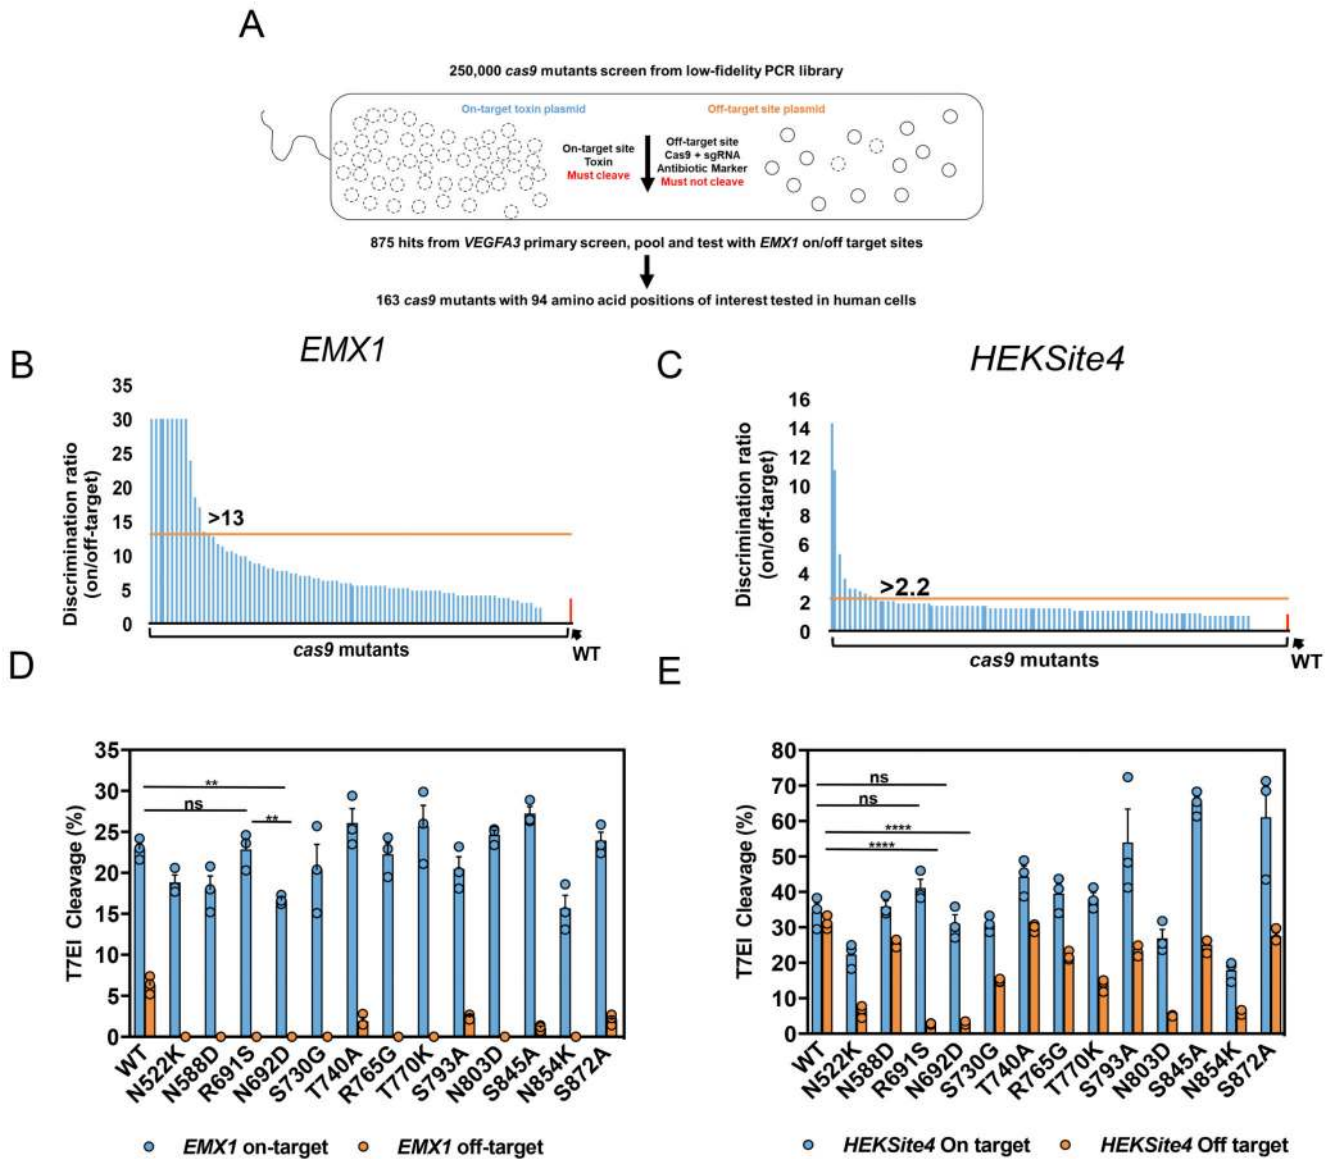 A
250,000 cas9 mutants screen from low-fidelity PCR library
On-target toxin plasmid
Off-target site plasmid
On-target site
Toxin
Must cleave
Off-target site
Cas9 + sgRNA
Antibiotic Marker
Must not cleave
875 hits from VEGFA3 primary screen, pool and test with EMX1 on/off target sites
163 cas9 mutants with 94 amino acid positions of interest tested in human cells
B
EMX1
Discrimination ratio
(on/off-target)
35
30
25
20
15
10
5
0
>13
cas9 mutants
WT
C
HEKSite4
Discrimination ratio
(on/off-target)
16
14
12
10
8
6
4
2
0
>2.2
cas9 mutants
WT
D
T7EI Cleavage (%)
35
30
25
20
15
10
5
0
**
ns
**
WT
N522K
N588D
R691S
N692D
S730G
T740A
R765G
T770K
S793A
N803D
S845A
N854K
S872A
EMX1 on-target
EMX1 off-target
E
T7EI Cleavage (%)
80
70
60
50
40
30
20
10
0
ns
ns
****
****
WT
N522K
N588D
R691S
N692D
S730G
T740A
R765G
T770K
S793A
N803D
S845A
N854K
S872A
HEKSite4 On target
HEKSite4 Off target